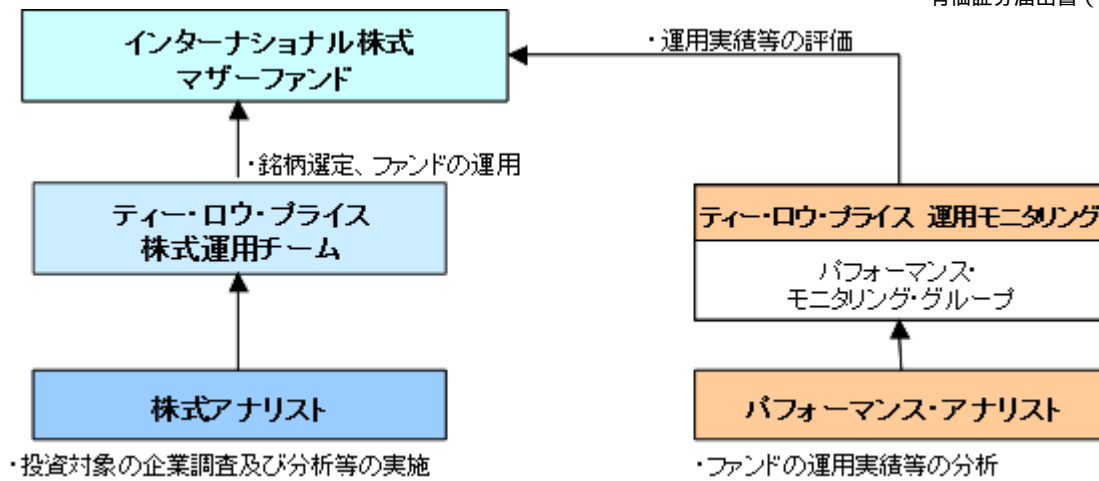 有価証券届出書（
インターナショナル株式
マザーファンド
・運用実績等の評価
・銘柄選定、ファンドの運用
ティー・ロウ・プライス
株式運用チーム
ティー・ロウ・プライス 運用モニタリング
パフォーマンス・
モニタリング・グループ
株式アナリスト
パフォーマンス・アナリスト
・投資対象の企業調査及び分析等の実施
・ファンドの運用実績等の分析